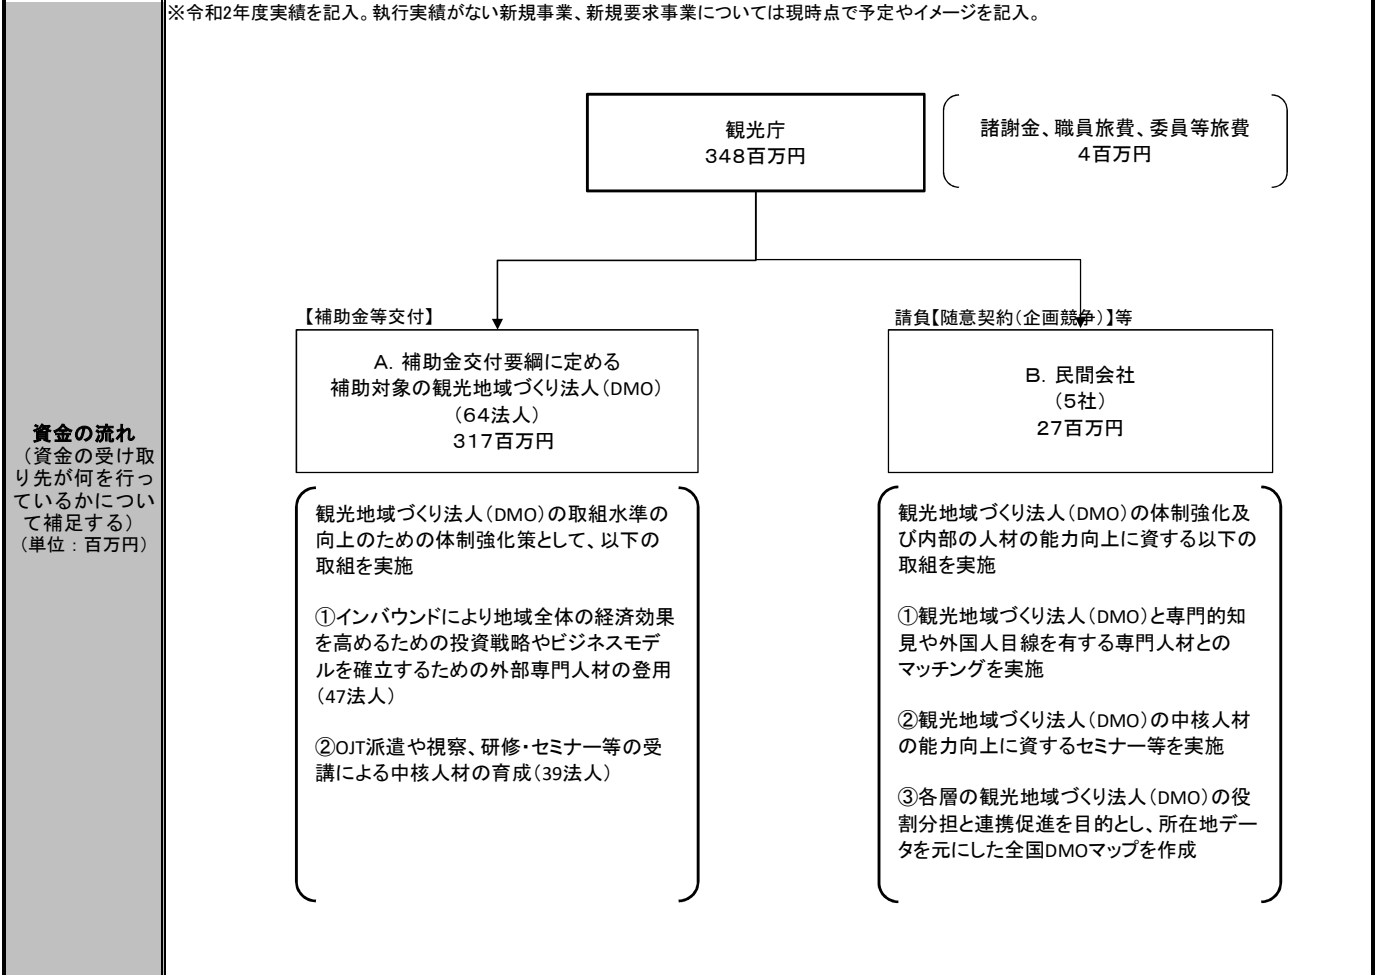 ※令和2年度実績を記入。執行実績がない新規事業、新規要求事業については現時点で予定やイメージを記入。
観光庁
348百万円
諸謝金、職員旅費、委員等旅費
4百万円
【補助金等交付】
A．補助金交付要綱に定める
補助対象の観光地域づくり法人（DMO）
（64法人）
317百万円
請負【随意契約（企画競争）】等
B．民間会社
（5社）
27百万円
資金の流れ
（資金の受け取
り先が何を行っ
ているかについ
て補足する）
（単位：百万円）
観光地域づくり法人（DMO）の取組水準の
向上のための体制強化策として、以下の
取組を実施
①インバウンドにより地域全体の経済効果
を高めるための投資戦略やビジネスモデ
ルを確立するための外部専門人材の登用
（47法人）
②OJT派遣や視察、研修・セミナー等の受
講による中核人材の育成（39法人）
観光地域づくり法人（DMO）の体制強化及
び内部の人材の能力向上に資する以下の
取組を実施
①観光地域づくり法人（DMO）と専門的知
見や外国人目線を有する専門人材との
マッチングを実施
②観光地域づくり法人（DMO）の中核人材
の能力向上に資するセミナー等を実施
③各層の観光地域づくり法人（DMO）の役
割分担と連携促進を目的とし、所在地デー
タを元にした全国DMOマップを作成